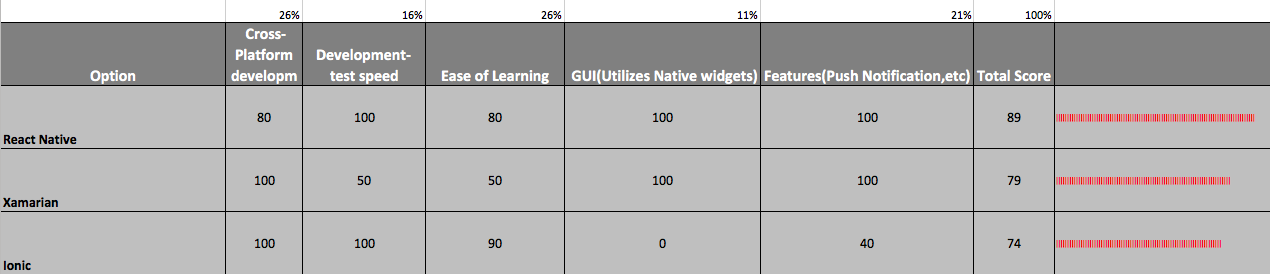 26% 16% 26% 11% 21% 100%
Cross-
Platform Development-
Option developm test speed Ease of Learning GUI(Utilizes Native widgets) Features(Push Notification,etc) Total Score
80 100 80 100 100 89
React Native
100 50 50 100 100 79
Xamarian
100 100 90 0 40 74
Ionic